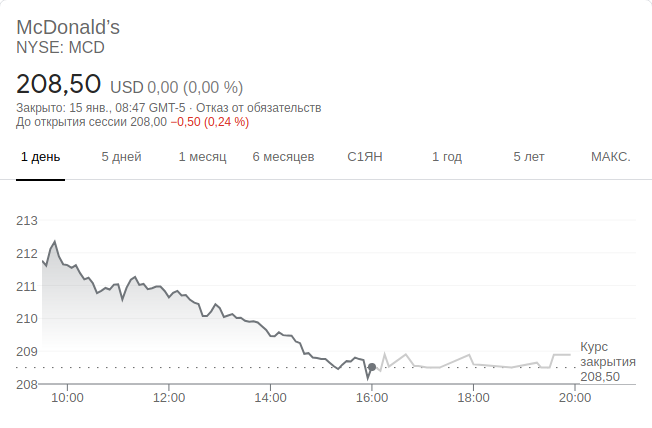 McDonald’s
NYSE: MCD
208,50 USD 0,00 (0,00 %)
Закрыто: 15 янв., 08:47 GMT-5 · Отказ от обязательств
До открытия сессии 208,00 −0,50 (0,24 %)
1 день 5 дней 1 месяц 6 месяцев С1ЯН 1 год 5 лет МАКС.
213
212
211
210
209
208
Курс
закрытия
208,50
10:00 12:00 14:00 16:00 18:00 20:00